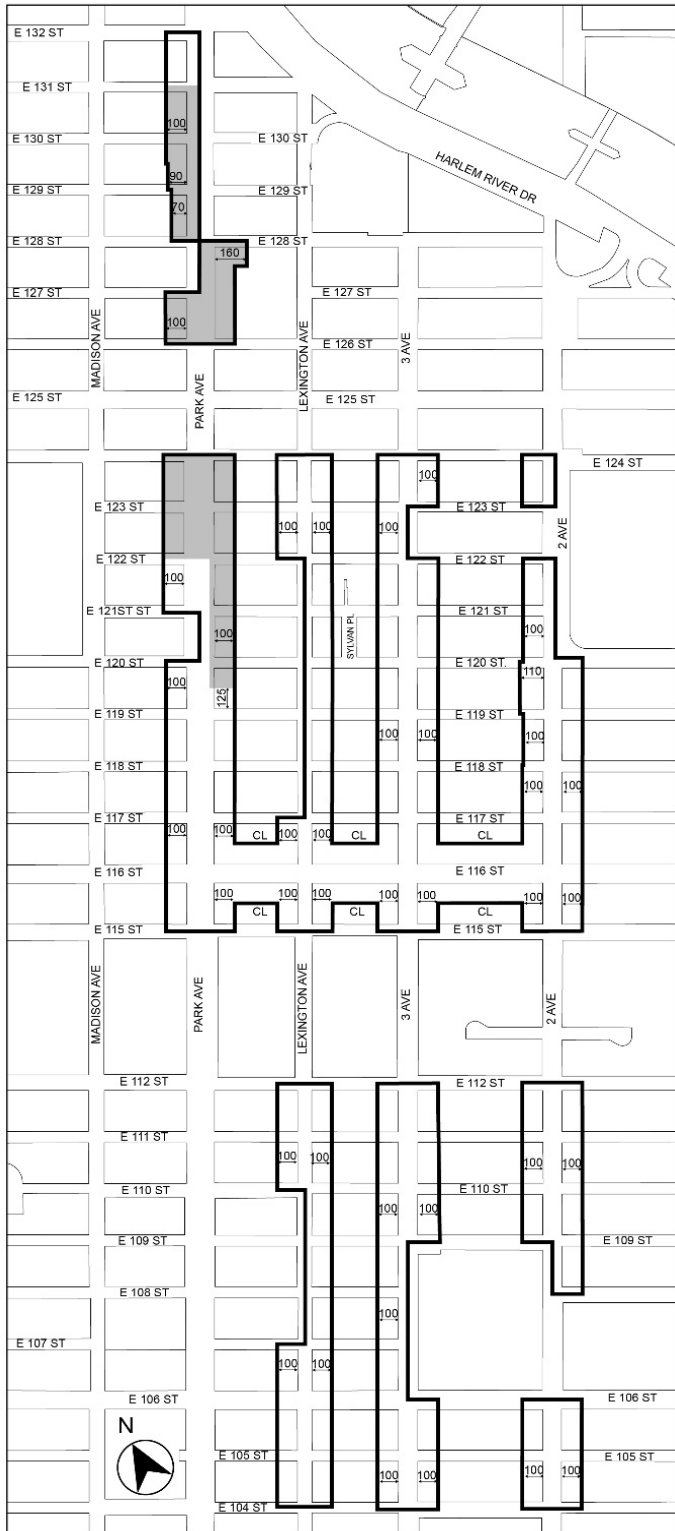 E 132 ST
E 131 ST
100
E 130 ST
E 130 ST
HARLEM RIVER DR
90
E 129 ST
E 129 ST
70
E 128 ST
E 128 ST
160
E 127 ST
E 127 ST
100
MADISON AVE
PARK AVE
LEXINGTON AVE
3 AVE
E 126 ST
E 125 ST
E 125 ST
E 124 ST
100
E 123 ST
E 123 ST
100
100
100
2 AVE
E 122 ST
E 122 ST
100
E 121ST ST
E 121 ST
SYLVAN PL
100
100
E 120 ST
E 120 ST.
100
110
125
E 119 ST
E 119 ST
100
100
100
E 118 ST
E 118 ST
100
100
E 117 ST
E 117 ST
100
100
CL
100
100
CL
CL
E 116 ST
E 116 ST
100
100
100
100
100
100
100
CL
CL
CL
E 115 ST
E 115 ST
MADISON AVE
PARK AVE
LEXINGTON AVE
3 AVE
2 AVE
E 112 ST
E 112 ST
E 111 ST
100
100
100
100
E 110 ST
E 110 ST
100
100
E 109 ST
E 109 ST
E 108 ST
100
E 107 ST
100
100
E 106 ST
E 106 ST
N
E 105 ST
E 105 ST
100
100
100
100
E 104 ST